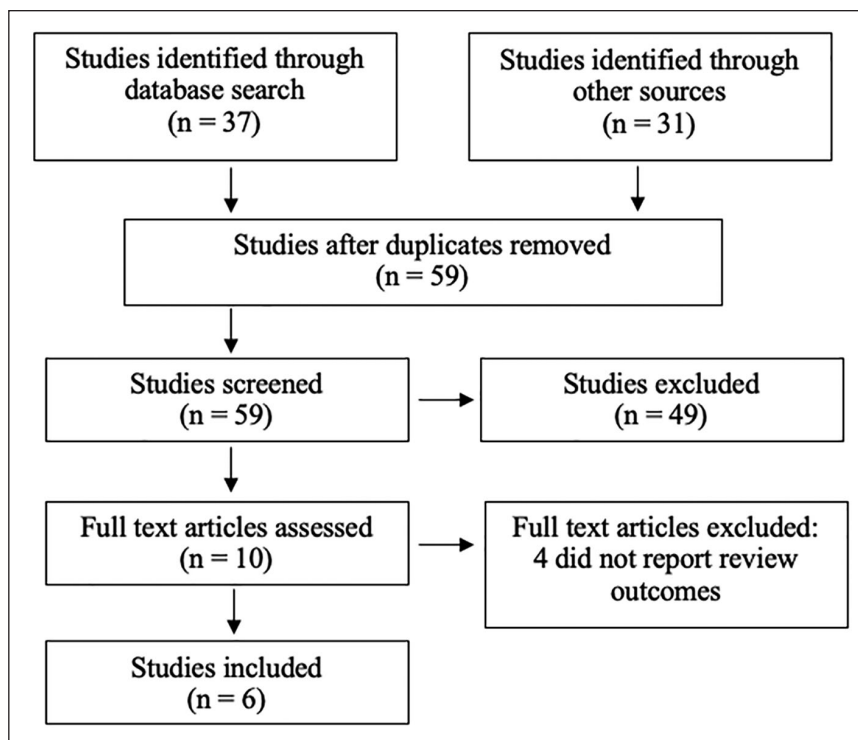 Studies identified through
database search
(n = 37)
Studies identified through
other sources
(n = 31)
Studies after duplicates removed
(n = 59)
Studies screened
(n = 59)
Studies excluded
(n = 49)
Full text articles assessed
(n = 10)
Full text articles excluded:
4 did not report review
outcomes
Studies included
(n = 6)